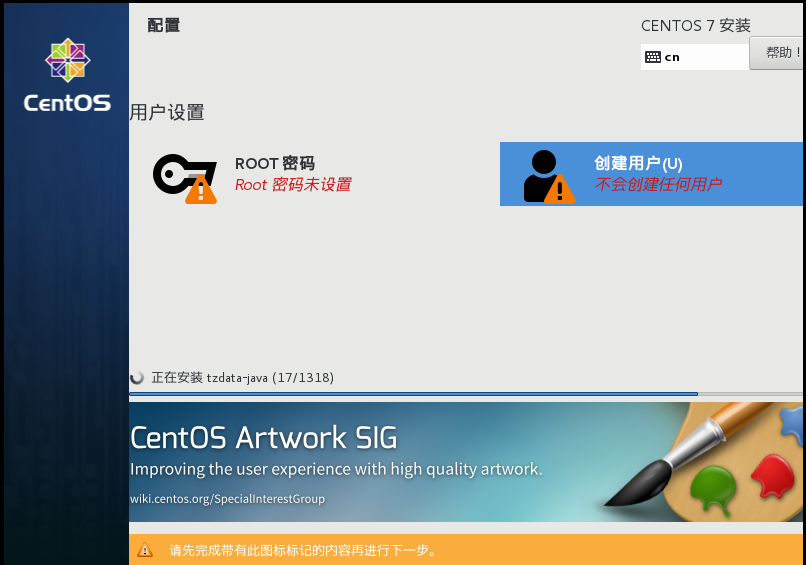 配置
CENTOS 7 安装
cn
帮助!
CentOS
用户设置
ROOT 密码
Root 密码未设置
创建用户(U)
不会创建任何用户
正在安装 tzdata-java (17/1318)
CentOS Artwork SIG
Improving the user experience with high quality artwork.
wiki.centos.org/SpecialInterestGroup
请先完成带有此图标标记的内容再进行下一步。